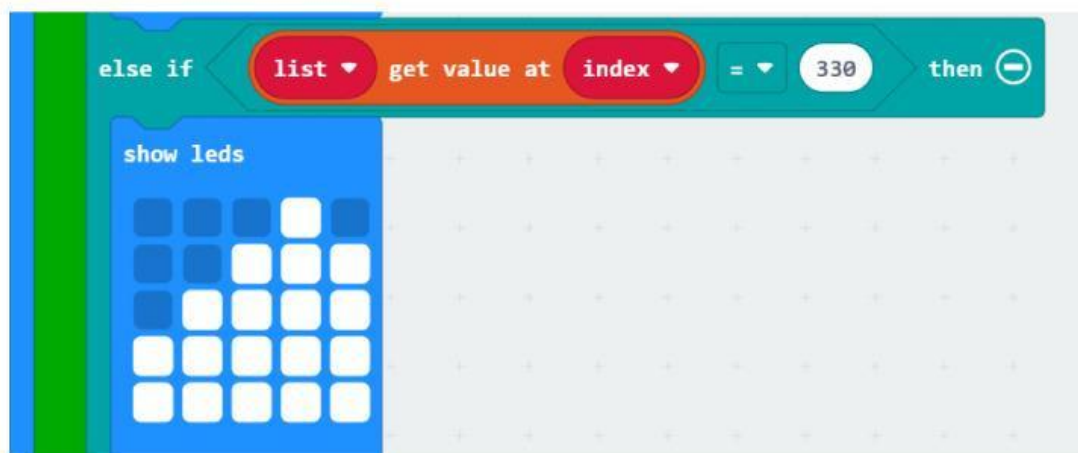 else if list get value at index = 330 then
show leds